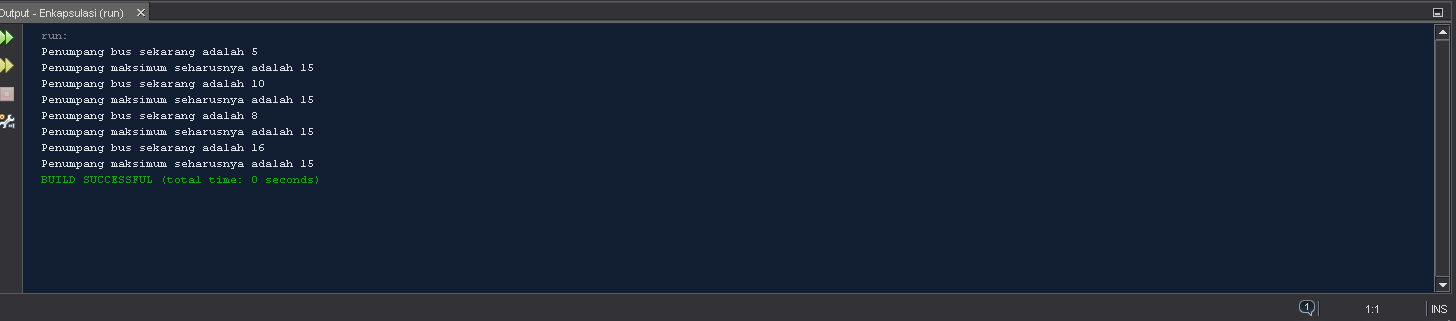 Output - Enkapsulasi (run)
run:
Penumpang bus sekarang adalah 5
Penumpang maksimum seharusnya adalah 15
Penumpang bus sekarang adalah 10
Penumpang maksimum seharusnya adalah 15
Penumpang bus sekarang adalah 8
Penumpang maksimum seharusnya adalah 15
Penumpang bus sekarang adalah 16
Penumpang maksimum seharusnya adalah 15
BUILD SUCCESSFUL (total time: 0 seconds)
1 1:1 INS